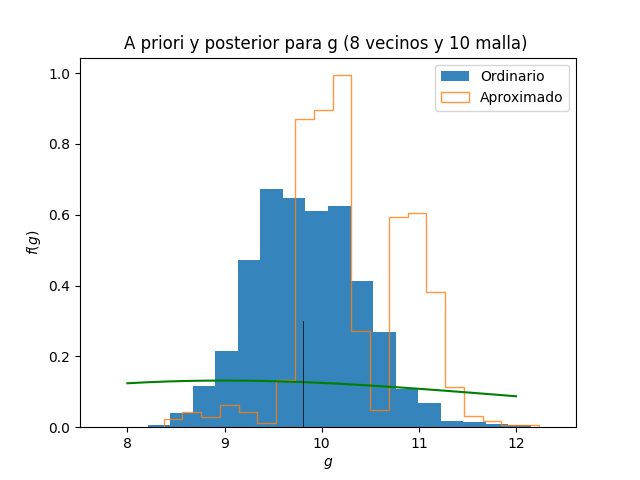 A priori y posterior para g (8 vecinos y 10 malla)
Ordinario
Aproximado
1.0
0.8
0.6
0.4
0.2
0.0
f(g)
8
9
10
11
12
g